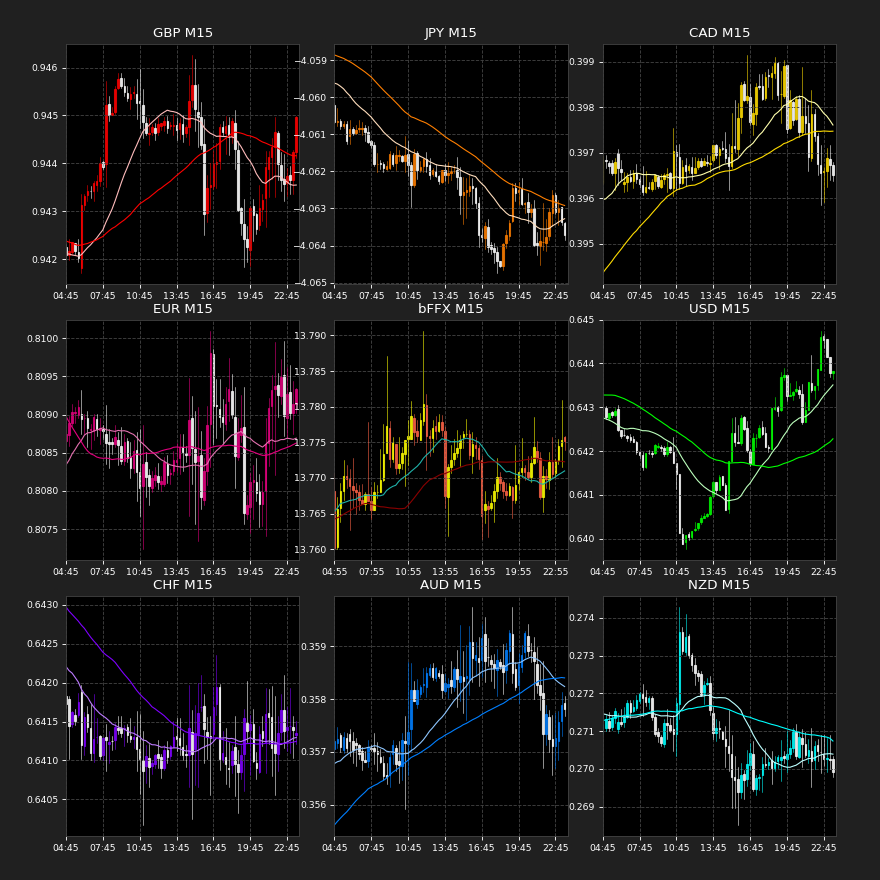 GBP M15 JPY M15 CAD M15
0.946 0.945 0.944 0.943 0.942
−4.059 −4.060 −4.061 −4.062 −4.063 −4.064 −4.065
0.399 0.398 0.397 0.396 0.395
04:45 07:45 10:45 13:45 16:45 19:45 22:45
04:45 07:45 10:45 13:45 16:45 19:45 22:45
04:45 07:45 10:45 13:45 16:45 19:45 22:45
EUR M15 bFFX M15 USD M15
0.8100 0.8095 0.8090 0.8085 0.8080 0.8075
13.790 13.785 13.780 13.775 13.770 13.765 13.760
0.645 0.644 0.643 0.642 0.641 0.640
04:45 07:45 10:45 13:45 16:45 19:45 22:45
04:55 07:55 10:55 13:55 16:55 19:55 22:55
04:45 07:45 10:45 13:45 16:45 19:45 22:45
CHF M15 AUD M15 NZD M15
0.6430 0.6425 0.6420 0.6415 0.6410 0.6405
0.359 0.358 0.357 0.356
0.274 0.273 0.272 0.271 0.270 0.269
04:45 07:45 10:45 13:45 16:45 19:45 22:45
04:45 07:45 10:45 13:45 16:45 19:45 22:45
04:45 07:45 10:45 13:45 16:45 19:45 22:45